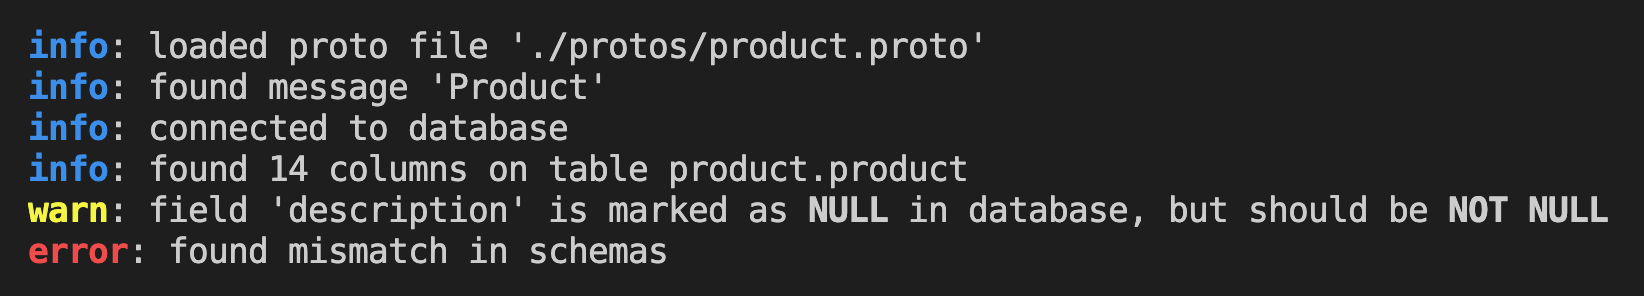 info: loaded proto file './protos/product.proto'
info: found message 'Product'
info: connected to database
info: found 14 columns on table product.product
warn: field 'description' is marked as NULL in database, but should be NOT NULL
error: found mismatch in schemas